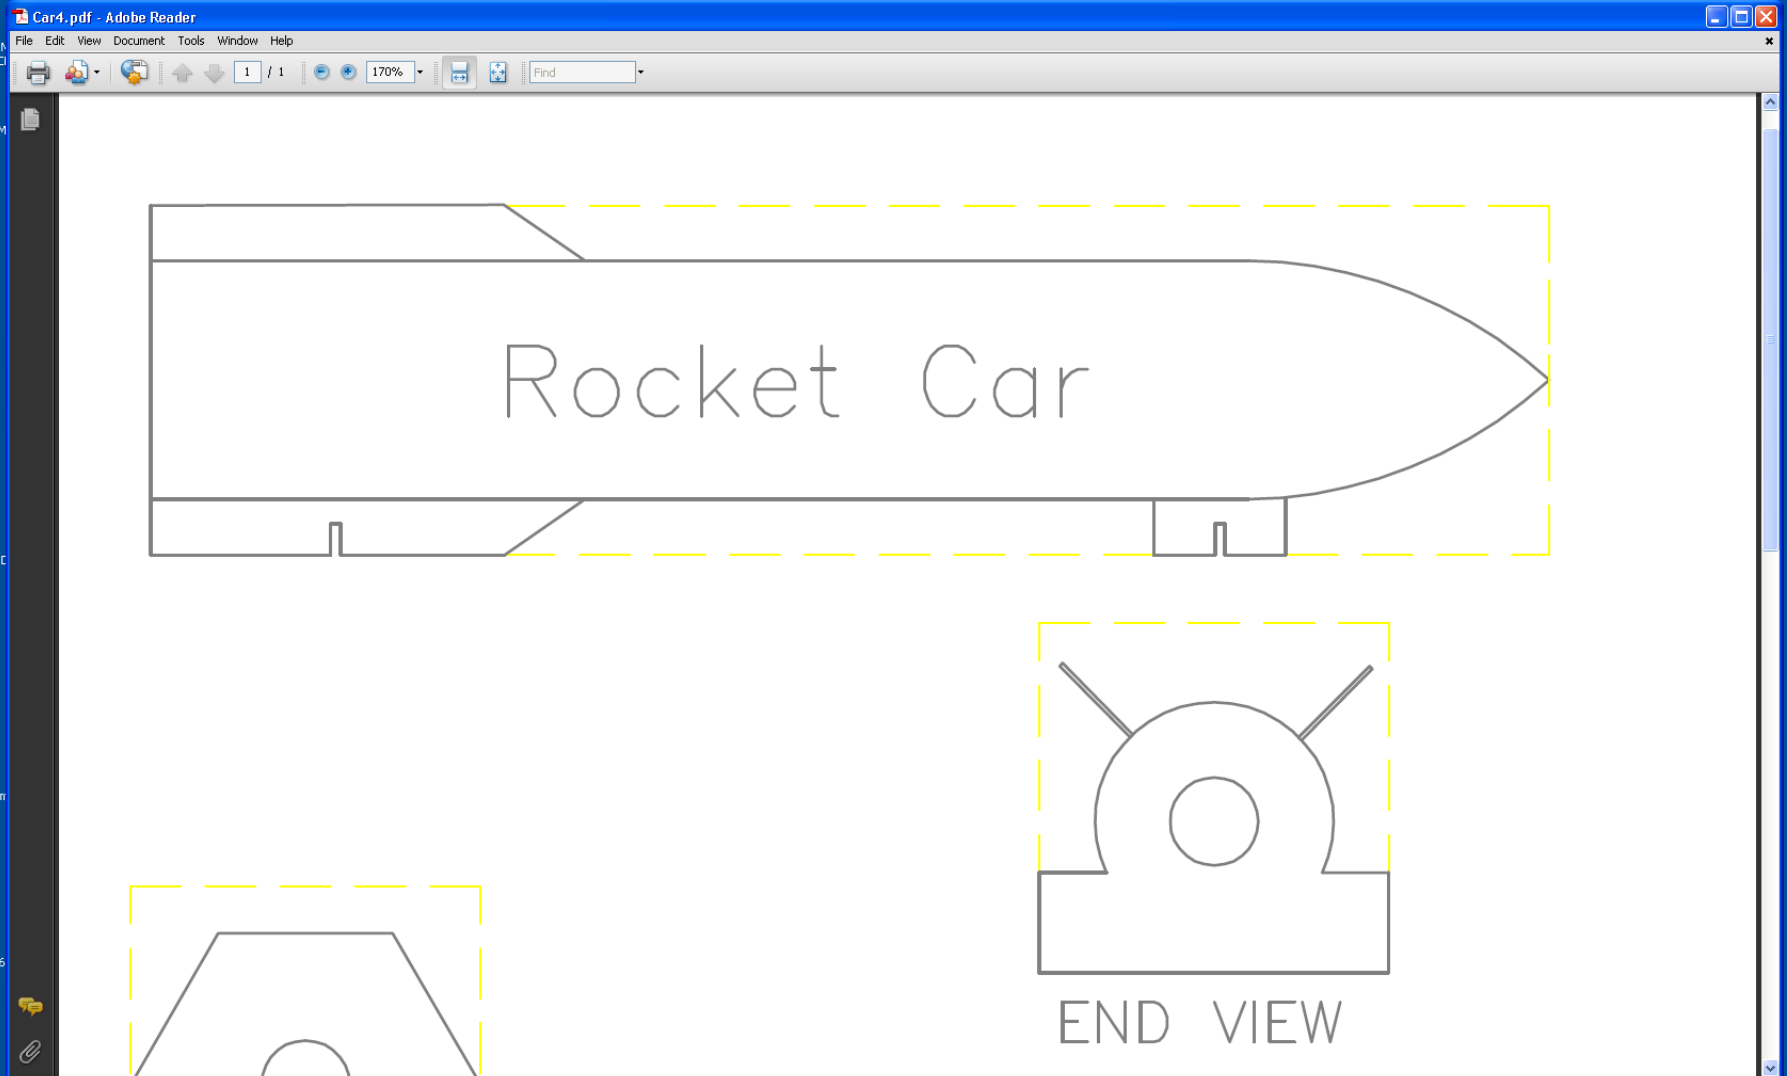 Car4.pdf - Adobe Reader
File Edit View Document Tools Window Help
1 / 1 170% Find
Rocket Car
END VIEW